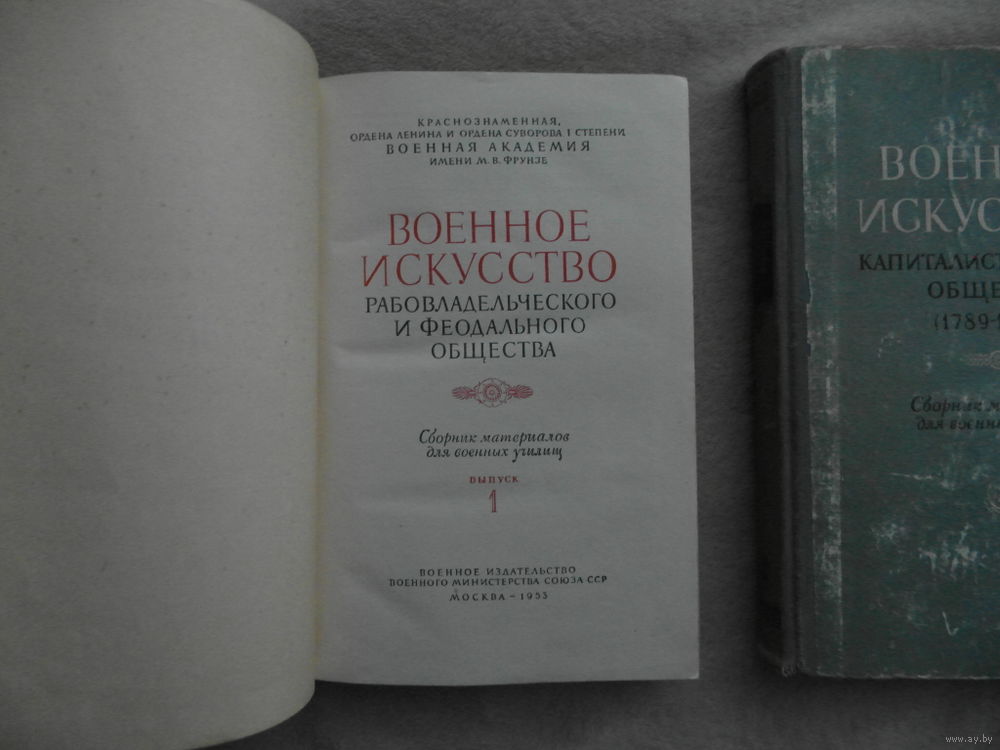 КРАСНОЗНАМЕННАЯ,
ОРДЕНА ЛЕНИНА И ОРДЕНА СУВОРОВА I СТЕПЕНИ
ВОЕННАЯ АКАДЕМИЯ
ИМЕНИ М. В. ФРУНЗЕ
ВОЕННОЕ
ИСКУССТВО
РАБОВЛАДЕЛЬЧЕСКОГО
И ФЕОДАЛЬНОГО
ОБЩЕСТВА
Сборник материалов
для военных училищ
ВЫПУСК
1
ВОЕННОЕ ИЗДАТЕЛЬСТВО
ВОЕННОГО МИНИСТЕРСТВА СОЮЗА ССР
МОСКВА – 1953
ВОЕН
ИСКУС
КАПИТАЛИСТ
ОБЩЕ
(1789-
Сборник м
для военн
www.ay.by